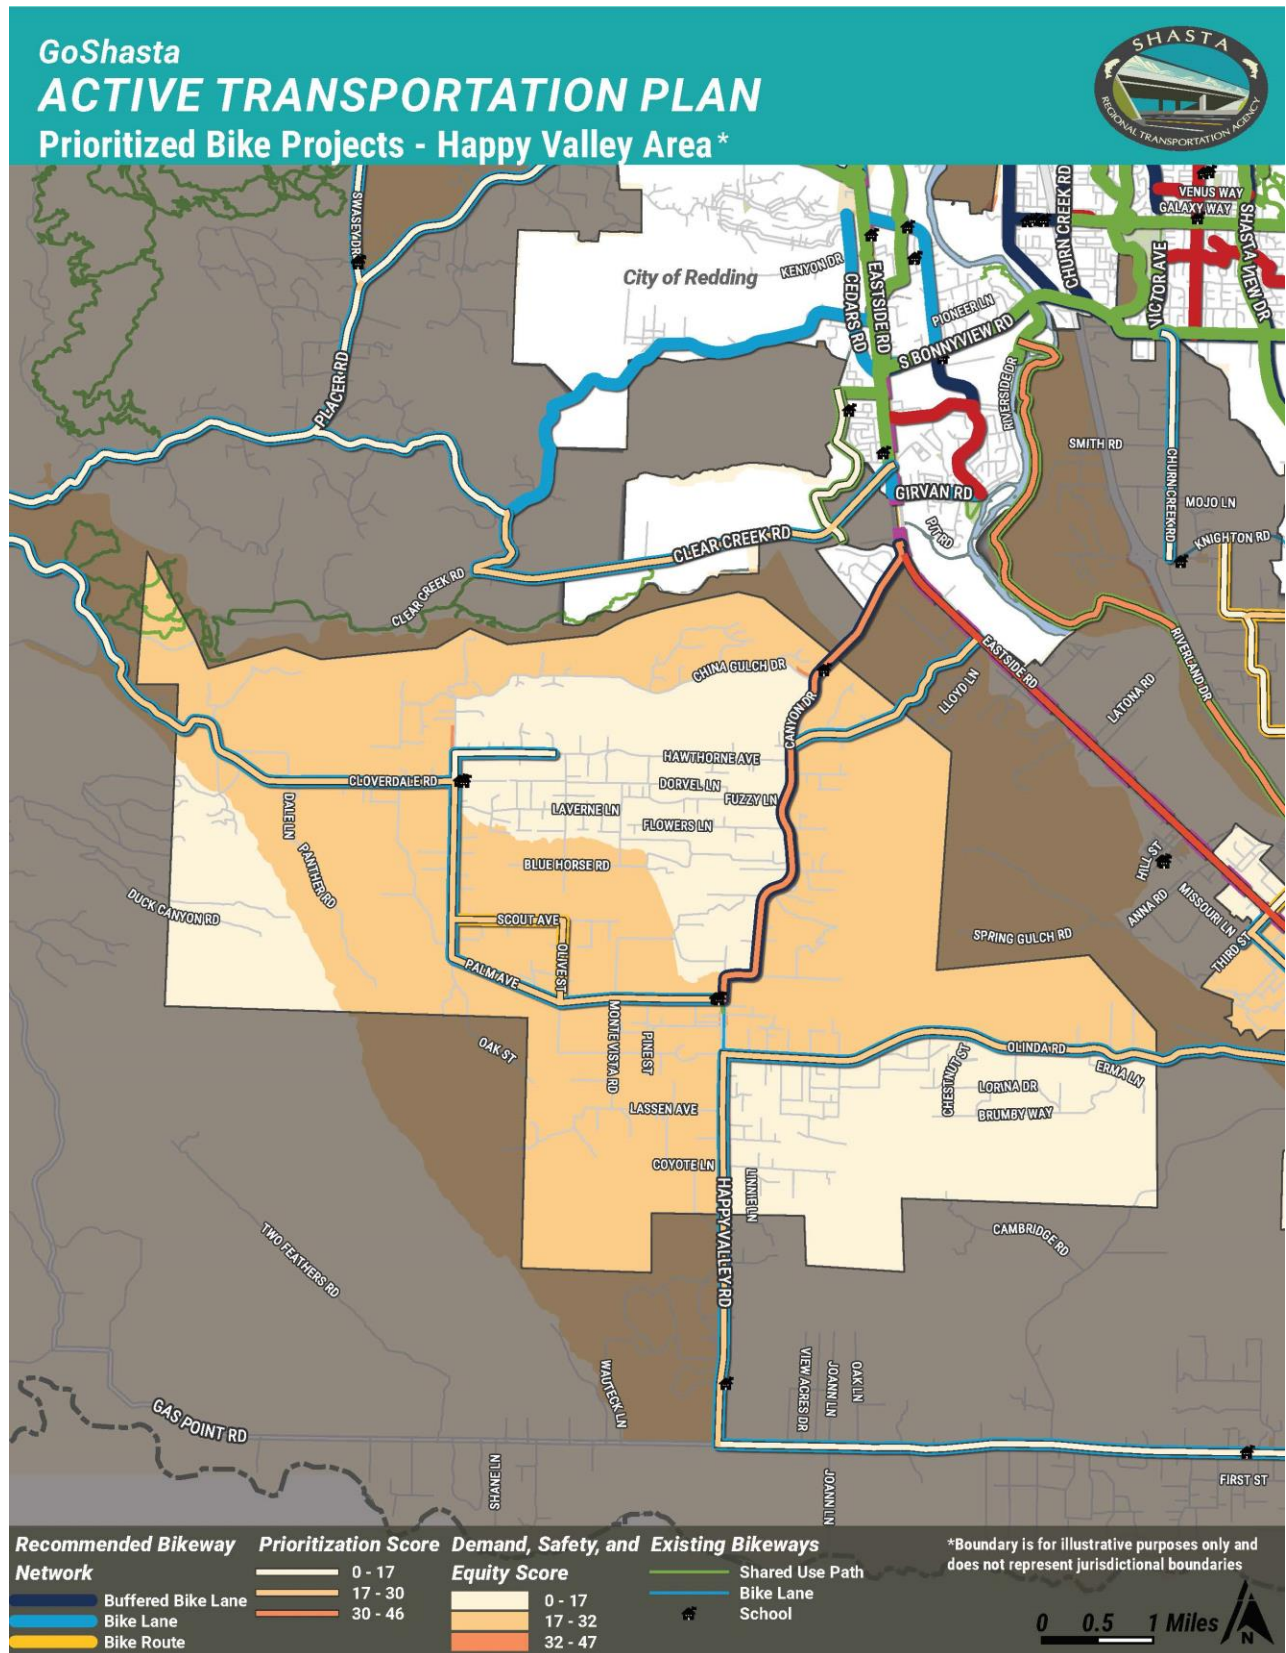 GoShasta
ACTIVE TRANSPORTATION PLAN
Prioritized Bike Projects - Happy Valley Area*
SHASTA
REGIONAL TRANSPORTATION AGENCY
SWASEY DR
VENUS WAY
GALAXY WAY
CHURN CREEK RD
SHASTA VIEW DR
VICTOR AVE
City of Redding
KENYON DR
CEDARS RD
EASTSIDE RD
PIONEER LN
S BONNYVIEW RD
PLACER RD
RIVERSIDE DR
SMITH RD
CHURN CREEK RD
MOJO LN
KNIGHTON RD
GIRVAN RD
PIT RD
CLEAR CREEK RD
CLEAR CREEK RD
EASTSIDE RD
RIVERLAND DR
CHINA GULCH DR
LLOYD LN
LATONA RD
CANYON DR
HAWTHORNE AVE
CLOVERDALE RD
DORVEL LN
FUZZY LN
DALE LN
LAVERNE LN
FLOWERS LN
PANTHER RD
BLUE HORSE RD
HILL ST
DUCK CANYON RD
SCOUT AVE
ANNA RD
MISSOURI LN
SPRING GULCH RD
THIRD ST
OLIVE ST
PALM AVE
OAK ST
MONTE VISTA RD
PINE ST
OLINDA RD
CHESTNUT ST
ERMA LN
LORINA DR
LASSEN AVE
BRUMBY WAY
COYOTE LN
LINNIE LN
HAPPY VALLEY RD
CAMBRIDGE RD
TWO FEATHERS RD
WAUTECK LN
VIEW ACRES DR
JOANN LN
OAK LN
GAS POINT RD
SHANE LN
JOANN LN
FIRST ST
Recommended Bikeway
Network
Buffered Bike Lane
Bike Lane
Bike Route
Prioritization Score
0 - 17
17 - 30
30 - 46
Demand, Safety, and
Equity Score
0 - 17
17 - 32
32 - 47
Existing Bikeways
Shared Use Path
Bike Lane
School
*Boundary is for illustrative purposes only and
does not represent jurisdictional boundaries
0 0.5 1 Miles
N